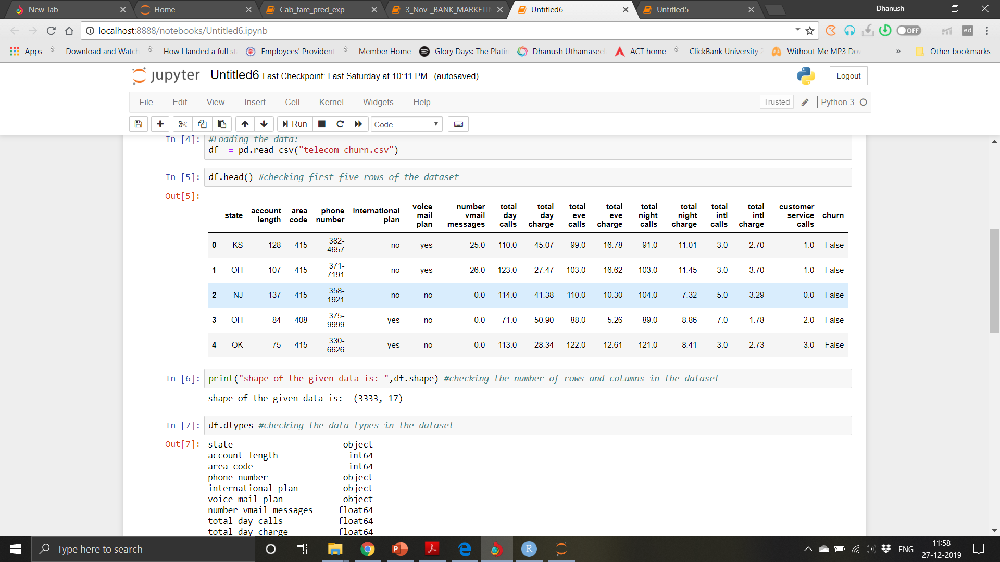 New Tab
Home
Cab_fare_pred_exp
3_Nov-_BANK_MARKETIN
Untitled6
Untitled5
Dhanush
localhost:8888/notebooks/Untitled6.ipynb
OFF
ed
Apps
Download and Watch
How I landed a full st
Employees' Provident
Member Home
Glory Days: The Platin
Dhanush Uthamaseel
ACT home
ClickBank University 2
Without Me MP3 Dov
»
Other bookmarks
jupyter Untitled6 Last Checkpoint: Last Saturday at 10:11 PM (autosaved)
Logout
File Edit View Insert Cell Kernel Widgets Help
Trusted
Python 3
Run
Code
In [4]: #Loading the data:
df = pd.read_csv("telecom_churn.csv")
In [5]: df.head() #checking first five rows of the dataset
Out[5]:
state account length area code phone number international plan voice mail plan number vmail messages total day calls total day charge total eve calls total eve charge total night calls total night charge total intl calls total intl charge customer service calls churn
0 KS 128 415 382-4657 no yes 25.0 110.0 45.07 99.0 16.78 91.0 11.01 3.0 2.70 1.0 False
1 OH 107 415 371-7191 no yes 26.0 123.0 27.47 103.0 16.62 103.0 11.45 3.0 3.70 1.0 False
2 NJ 137 415 358-1921 no no 0.0 114.0 41.38 110.0 10.30 104.0 7.32 5.0 3.29 0.0 False
3 OH 84 408 375-9999 yes no 0.0 71.0 50.90 88.0 5.26 89.0 8.86 7.0 1.78 2.0 False
4 OK 75 415 330-6626 yes no 0.0 113.0 28.34 122.0 12.61 121.0 8.41 3.0 2.73 3.0 False
In [6]: print("shape of the given data is: ",df.shape) #checking the number of rows and columns in the dataset
shape of the given data is:  (3333, 17)
In [7]: df.dtypes #checking the data-types in the dataset
Out[7]: state object
account length int64
area code int64
phone number object
international plan object
voice mail plan object
number vmail messages float64
total day calls float64
total day charge float64
Type here to search
R
ENG
11:58
27-12-2019